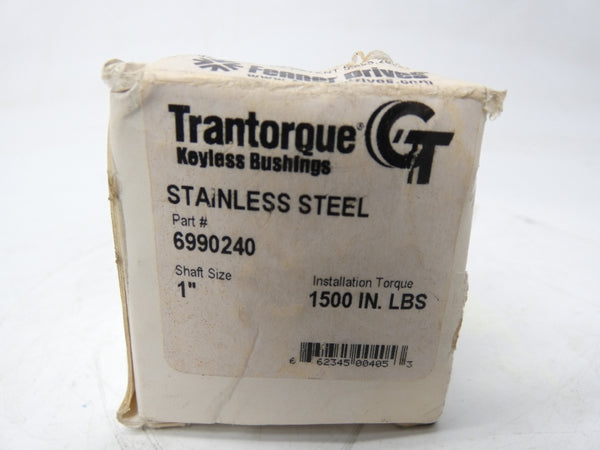 Fenner Drives
Trantorque® GT
Keyless Bushings
STAINLESS STEEL
Part #
6990240
Shaft Size
1"
Installation Torque
1500 IN. LBS
6 62345 00405 3